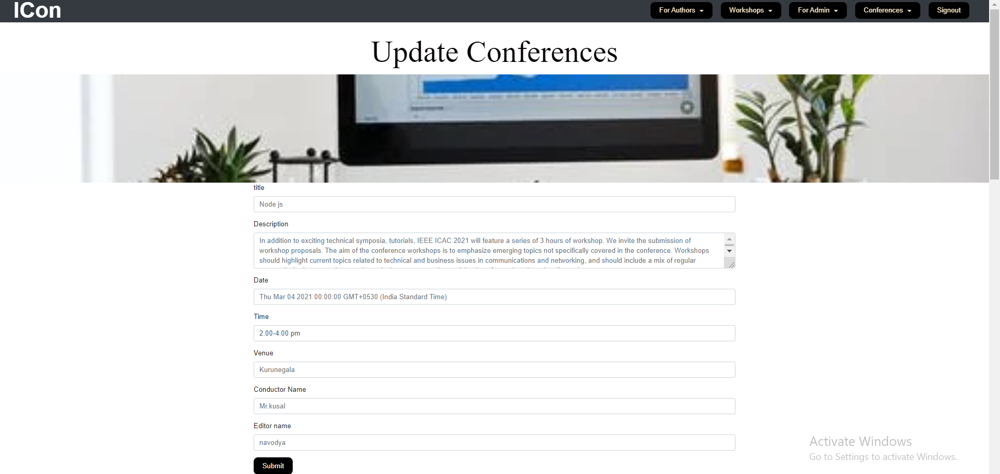 ICon
For Authors
Workshops
For Admin
Conferences
Signout
Update Conferences
title
Node js
Description
In addition to exciting technical symposia, tutorials, IEEE ICAC 2021 will feature a series of 3 hours of workshop. We invite the submission of
workshop proposals. The aim of the conference workshops is to emphasize emerging topics not specifically covered in the conference. Workshops
should highlight current topics related to technical and business issues in communications and networking, and should include a mix of regular
Date
Thu Mar 04 2021 00:00:00 GMT+0530 (India Standard Time)
Time
2.00-4.00 pm
Venue
Kurunegala
Conductor Name
Mr.kusal
Editor name
navodya
Submit
Activate Windows
Go to Settings to activate Windows.